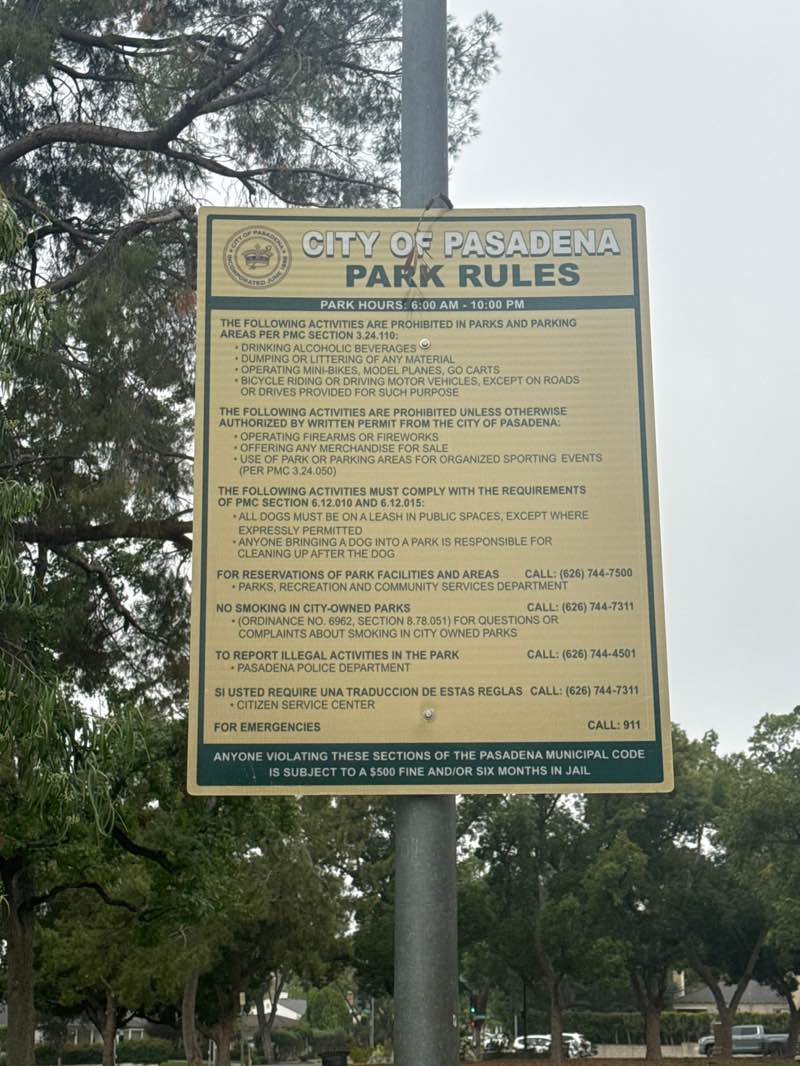 CITY OF PASADENA
INCORPORATED JUNE 1886
CITY OF PASADENA
PARK RULES
PARK HOURS: 6:00 AM - 10:00 PM
THE FOLLOWING ACTIVITIES ARE PROHIBITED IN PARKS AND PARKING
AREAS PER PMC SECTION 3.24.110:
• DRINKING ALCOHOLIC BEVERAGES
• DUMPING OR LITTERING OF ANY MATERIAL
• OPERATING MINI-BIKES, MODEL PLANES, GO CARTS
• BICYCLE RIDING OR DRIVING MOTOR VEHICLES, EXCEPT ON ROADS
OR DRIVES PROVIDED FOR SUCH PURPOSE
THE FOLLOWING ACTIVITIES ARE PROHIBITED UNLESS OTHERWISE
AUTHORIZED BY WRITTEN PERMIT FROM THE CITY OF PASADENA:
• OPERATING FIREARMS OR FIREWORKS
• OFFERING ANY MERCHANDISE FOR SALE
• USE OF PARK OR PARKING AREAS FOR ORGANIZED SPORTING EVENTS
(PER PMC 3.24.050)
THE FOLLOWING ACTIVITIES MUST COMPLY WITH THE REQUIREMENTS
OF PMC SECTION 6.12.010 AND 6.12.015:
• ALL DOGS MUST BE ON A LEASH IN PUBLIC SPACES, EXCEPT WHERE
EXPRESSLY PERMITTED
• ANYONE BRINGING A DOG INTO A PARK IS RESPONSIBLE FOR
CLEANING UP AFTER THE DOG
FOR RESERVATIONS OF PARK FACILITIES AND AREAS CALL: (626) 744-7500
• PARKS, RECREATION AND COMMUNITY SERVICES DEPARTMENT
NO SMOKING IN CITY-OWNED PARKS CALL: (626) 744-7311
• (ORDINANCE NO. 6962, SECTION 8.78.051) FOR QUESTIONS OR
COMPLAINTS ABOUT SMOKING IN CITY OWNED PARKS
TO REPORT ILLEGAL ACTIVITIES IN THE PARK CALL: (626) 744-4501
• PASADENA POLICE DEPARTMENT
SI USTED REQUIRE UNA TRADUCCION DE ESTAS REGLAS CALL: (626) 744-7311
• CITIZEN SERVICE CENTER
FOR EMERGENCIES CALL: 911
ANYONE VIOLATING THESE SECTIONS OF THE PASADENA MUNICIPAL CODE
IS SUBJECT TO A $500 FINE AND/OR SIX MONTHS IN JAIL